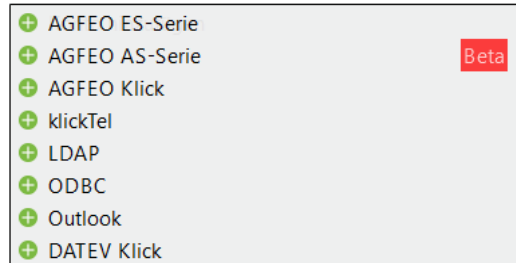 AGFEO ES-Serie
AGFEO AS-Serie Beta
AGFEO Klick
klickTel
LDAP
ODBC
Outlook
DATEV Klick